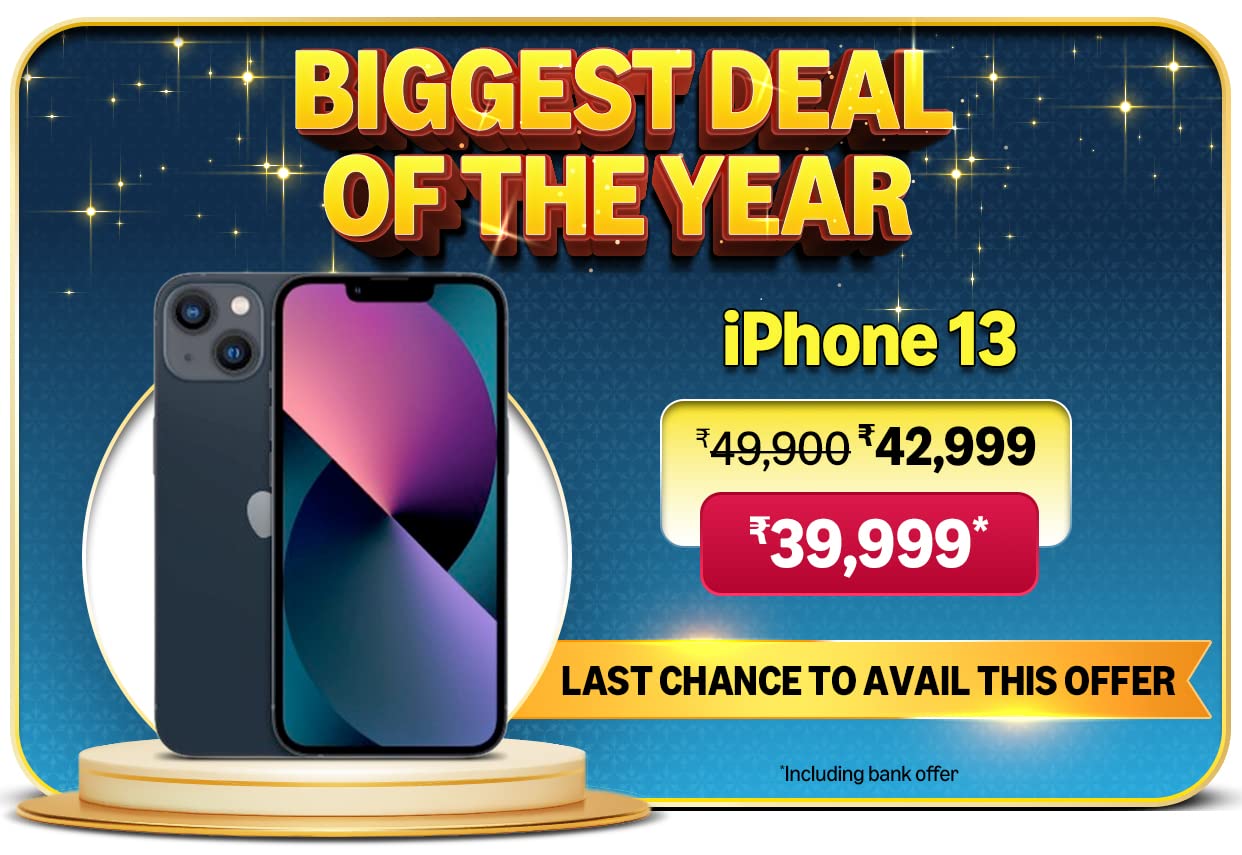 BIGGEST DEAL
OF THE YEAR
iPhone 13
₹49,900 ₹42,999
₹39,999*
LAST CHANCE TO AVAIL THIS OFFER
*Including bank offer